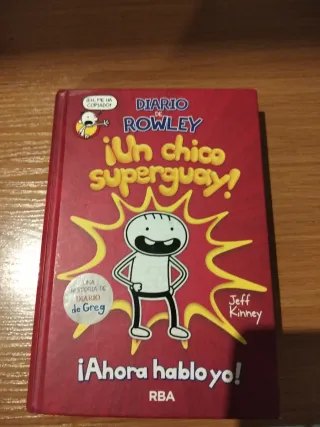 ¡EH, ME HA
COPIADO!
DIARIO
DE
ROWLEY
¡Un chico
superguay!
UNA
HISTORIA DE
DIARIO
de Greg
Jeff
Kinney
¡Ahora hablo yo!
RBA